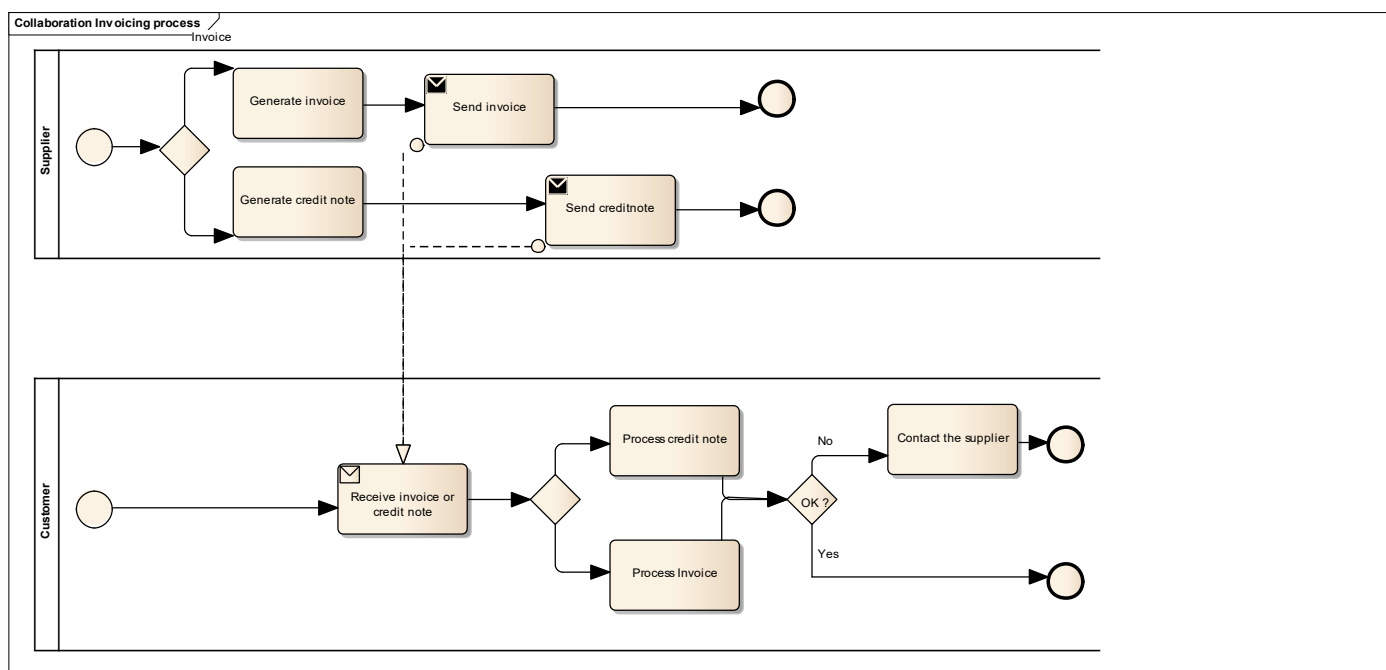 Collaboration Invoicing process
Invoice
Supplier
Generate invoice
Send invoice
Generate credit note
Send creditnote
Customer
Receive invoice or
credit note
Process credit note
Process Invoice
OK ?
No
Yes
Contact the supplier